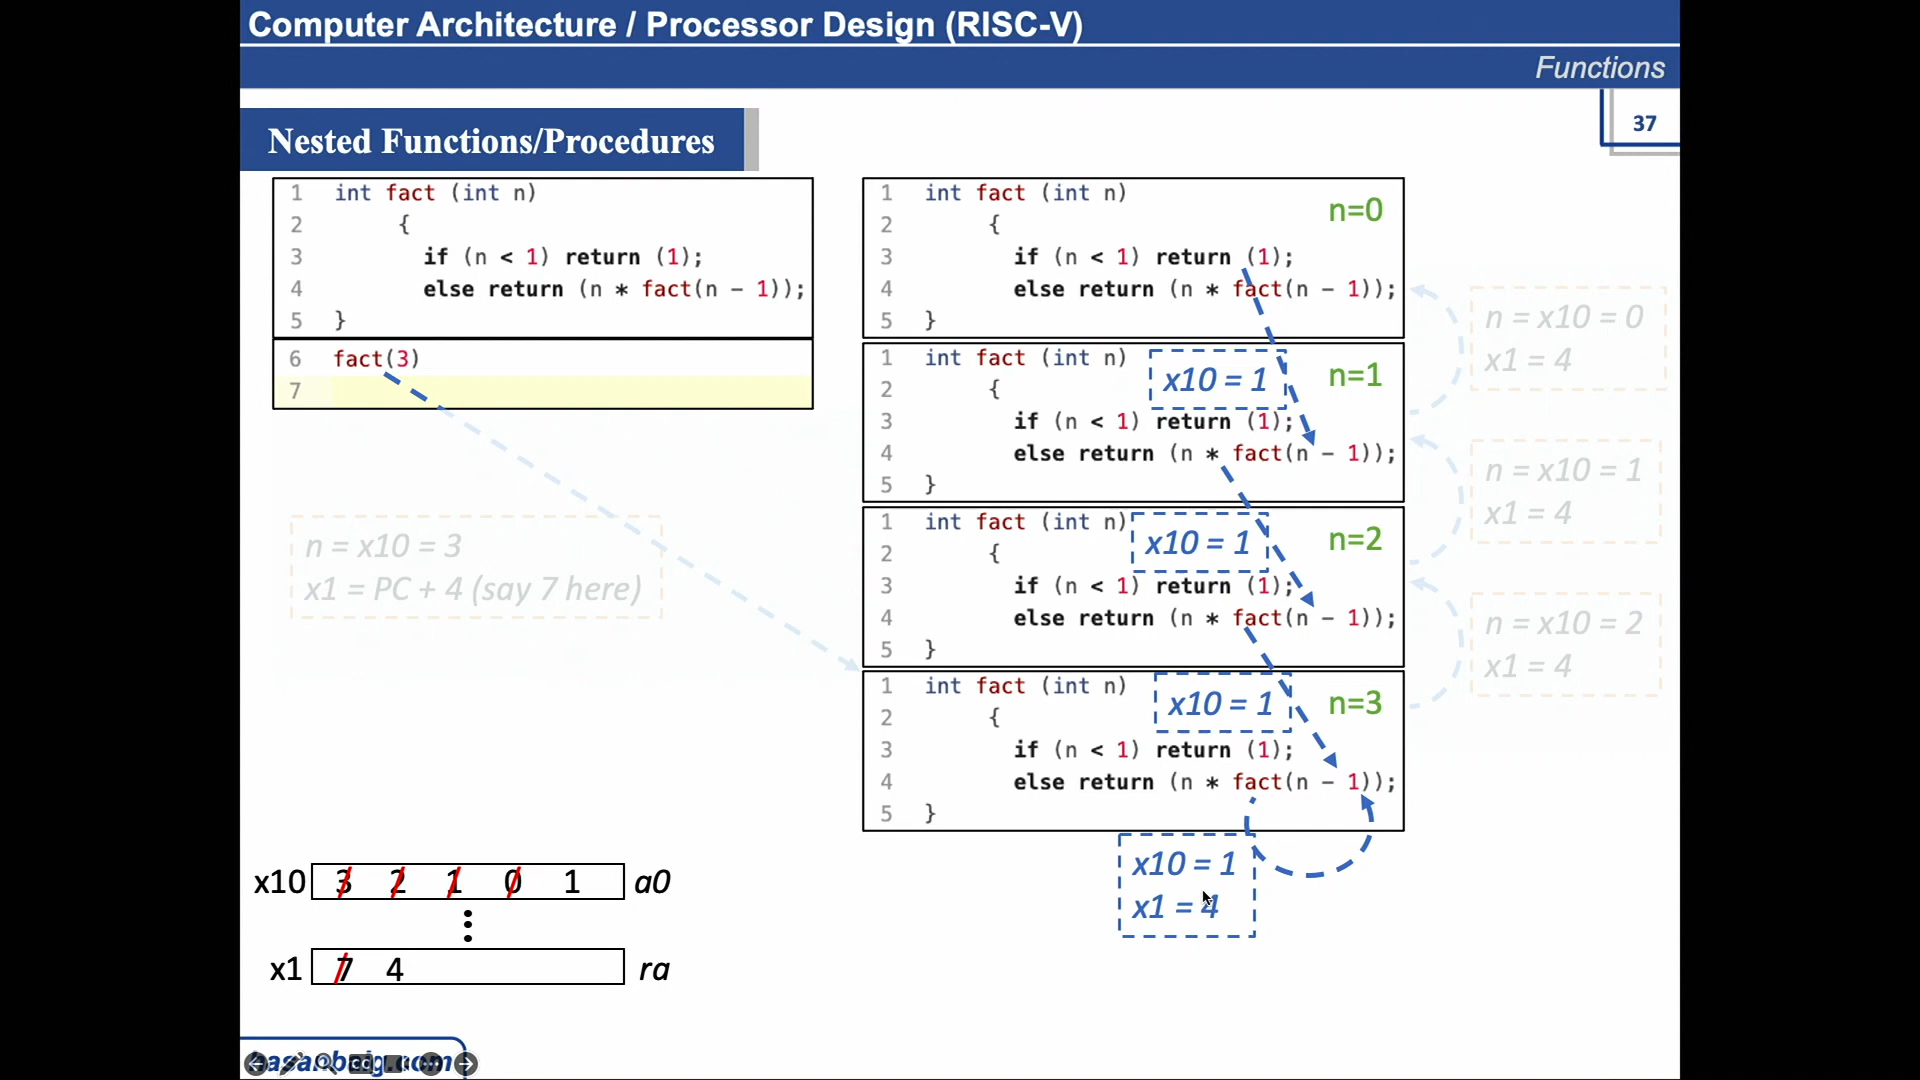 Computer Architecture / Processor Design (RISC-V)
Functions
37
Nested Functions/Procedures
1 int fact (int n)
2 {
3 if (n < 1) return (1);
4 else return (n * fact(n - 1));
5 }
6 fact(3)
7
n = x10 = 3
x1 = PC + 4 (say 7 here)
1 int fact (int n)
n=0
2 {
3 if (n < 1) return (1);
4 else return (n * fact(n - 1));
5 }
1 int fact (int n)
x10 = 1
n=1
2 {
3 if (n < 1) return (1);
4 else return (n * fact(n - 1));
5 }
1 int fact (int n)
x10 = 1
n=2
2 {
3 if (n < 1) return (1);
4 else return (n * fact(n - 1));
5 }
1 int fact (int n)
x10 = 1
n=3
2 {
3 if (n < 1) return (1);
4 else return (n * fact(n - 1));
5 }
x10 = 1
x1 = 4
n = x10 = 0
x1 = 4
n = x10 = 1
x1 = 4
n = x10 = 2
x1 = 4
x10 3 2 1 0 1 a0
x1 7 4 ra
hasanbaig.com